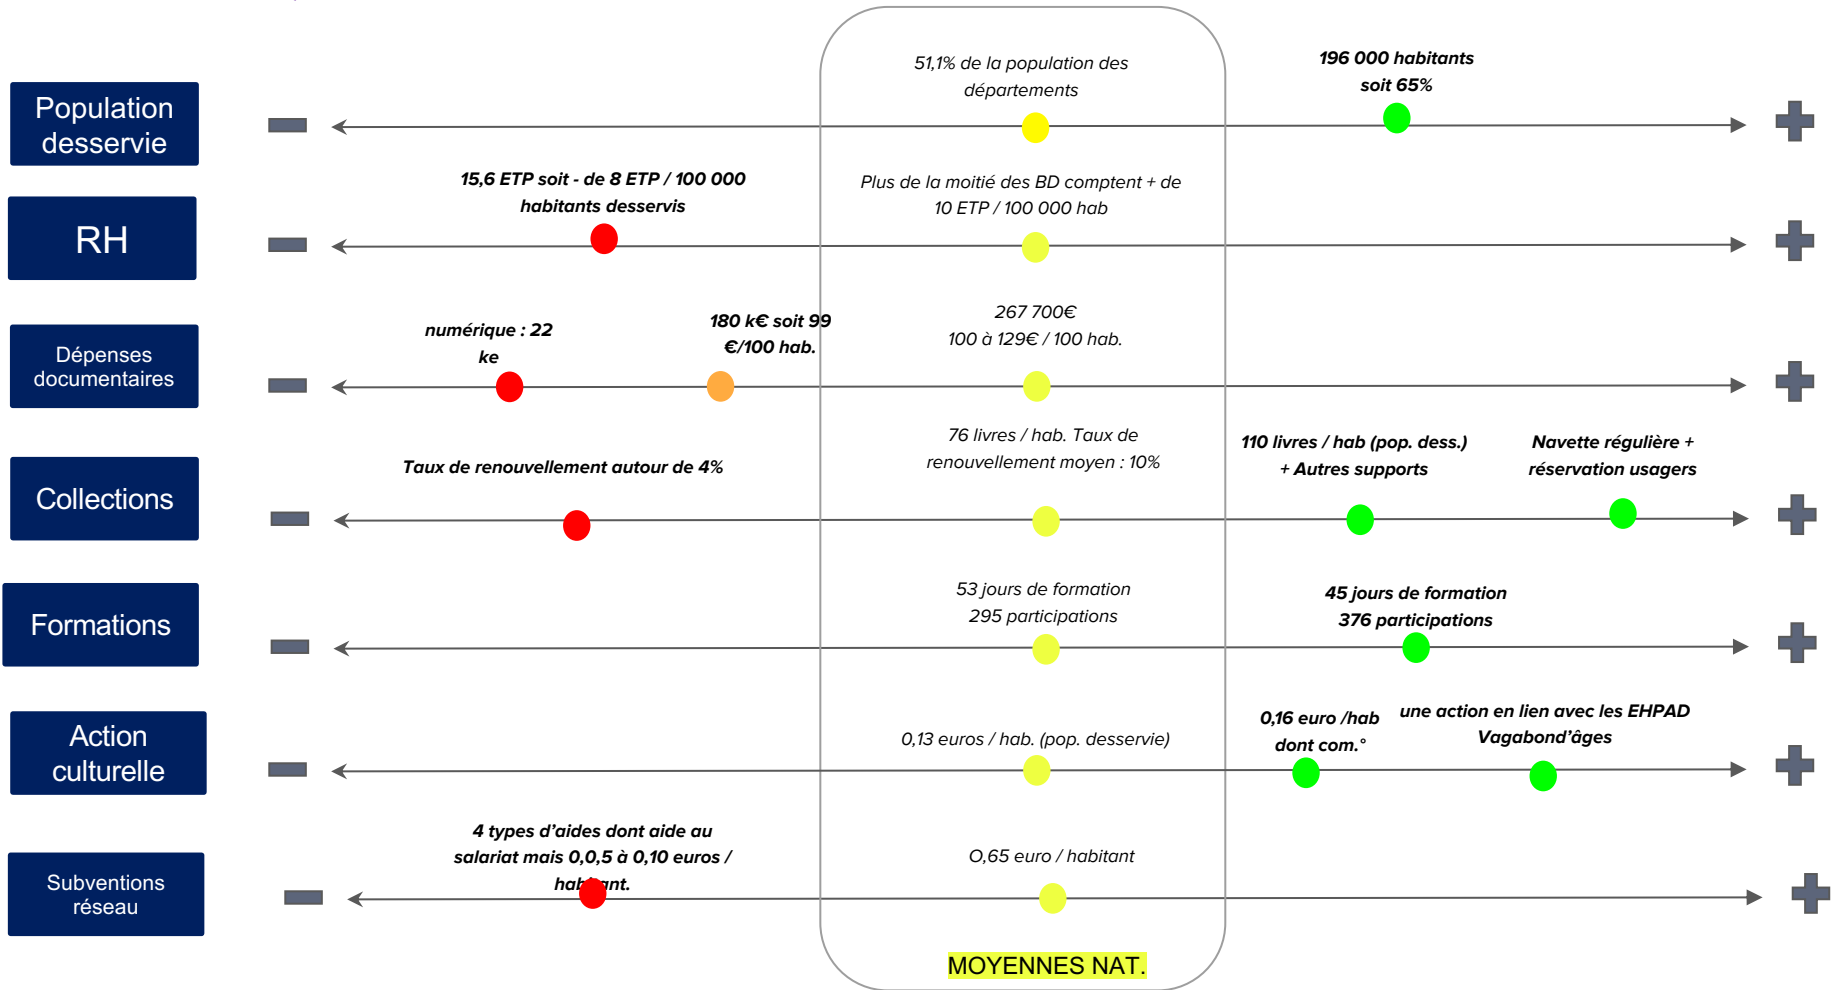 Population
desservie
51,1% de la population des
départements
196 000 habitants
soit 65%
RH
15,6 ETP soit - de 8 ETP / 100 000
habitants desservis
Plus de la moitié des BD comptent + de
10 ETP / 100 000 hab
Dépenses
documentaires
numérique : 22
ke
180 k€ soit 99
€/100 hab.
267 700€
100 à 129€ / 100 hab.
Collections
Taux de renouvellement autour de 4%
76 livres / hab. Taux de
renouvellement moyen : 10%
110 livres / hab (pop. dess.)
+ Autres supports
Navette régulière +
réservation usagers
Formations
53 jours de formation
295 participations
45 jours de formation
376 participations
Action
culturelle
0,13 euros / hab. (pop. desservie)
0,16 euro /hab
dont com.°
une action en lien avec les EHPAD
Vagabond’âges
Subventions
réseau
4 types d’aides dont aide au
salariat mais 0,0,5 à 0,10 euros /
habitant.
O,65 euro / habitant
MOYENNES NAT.